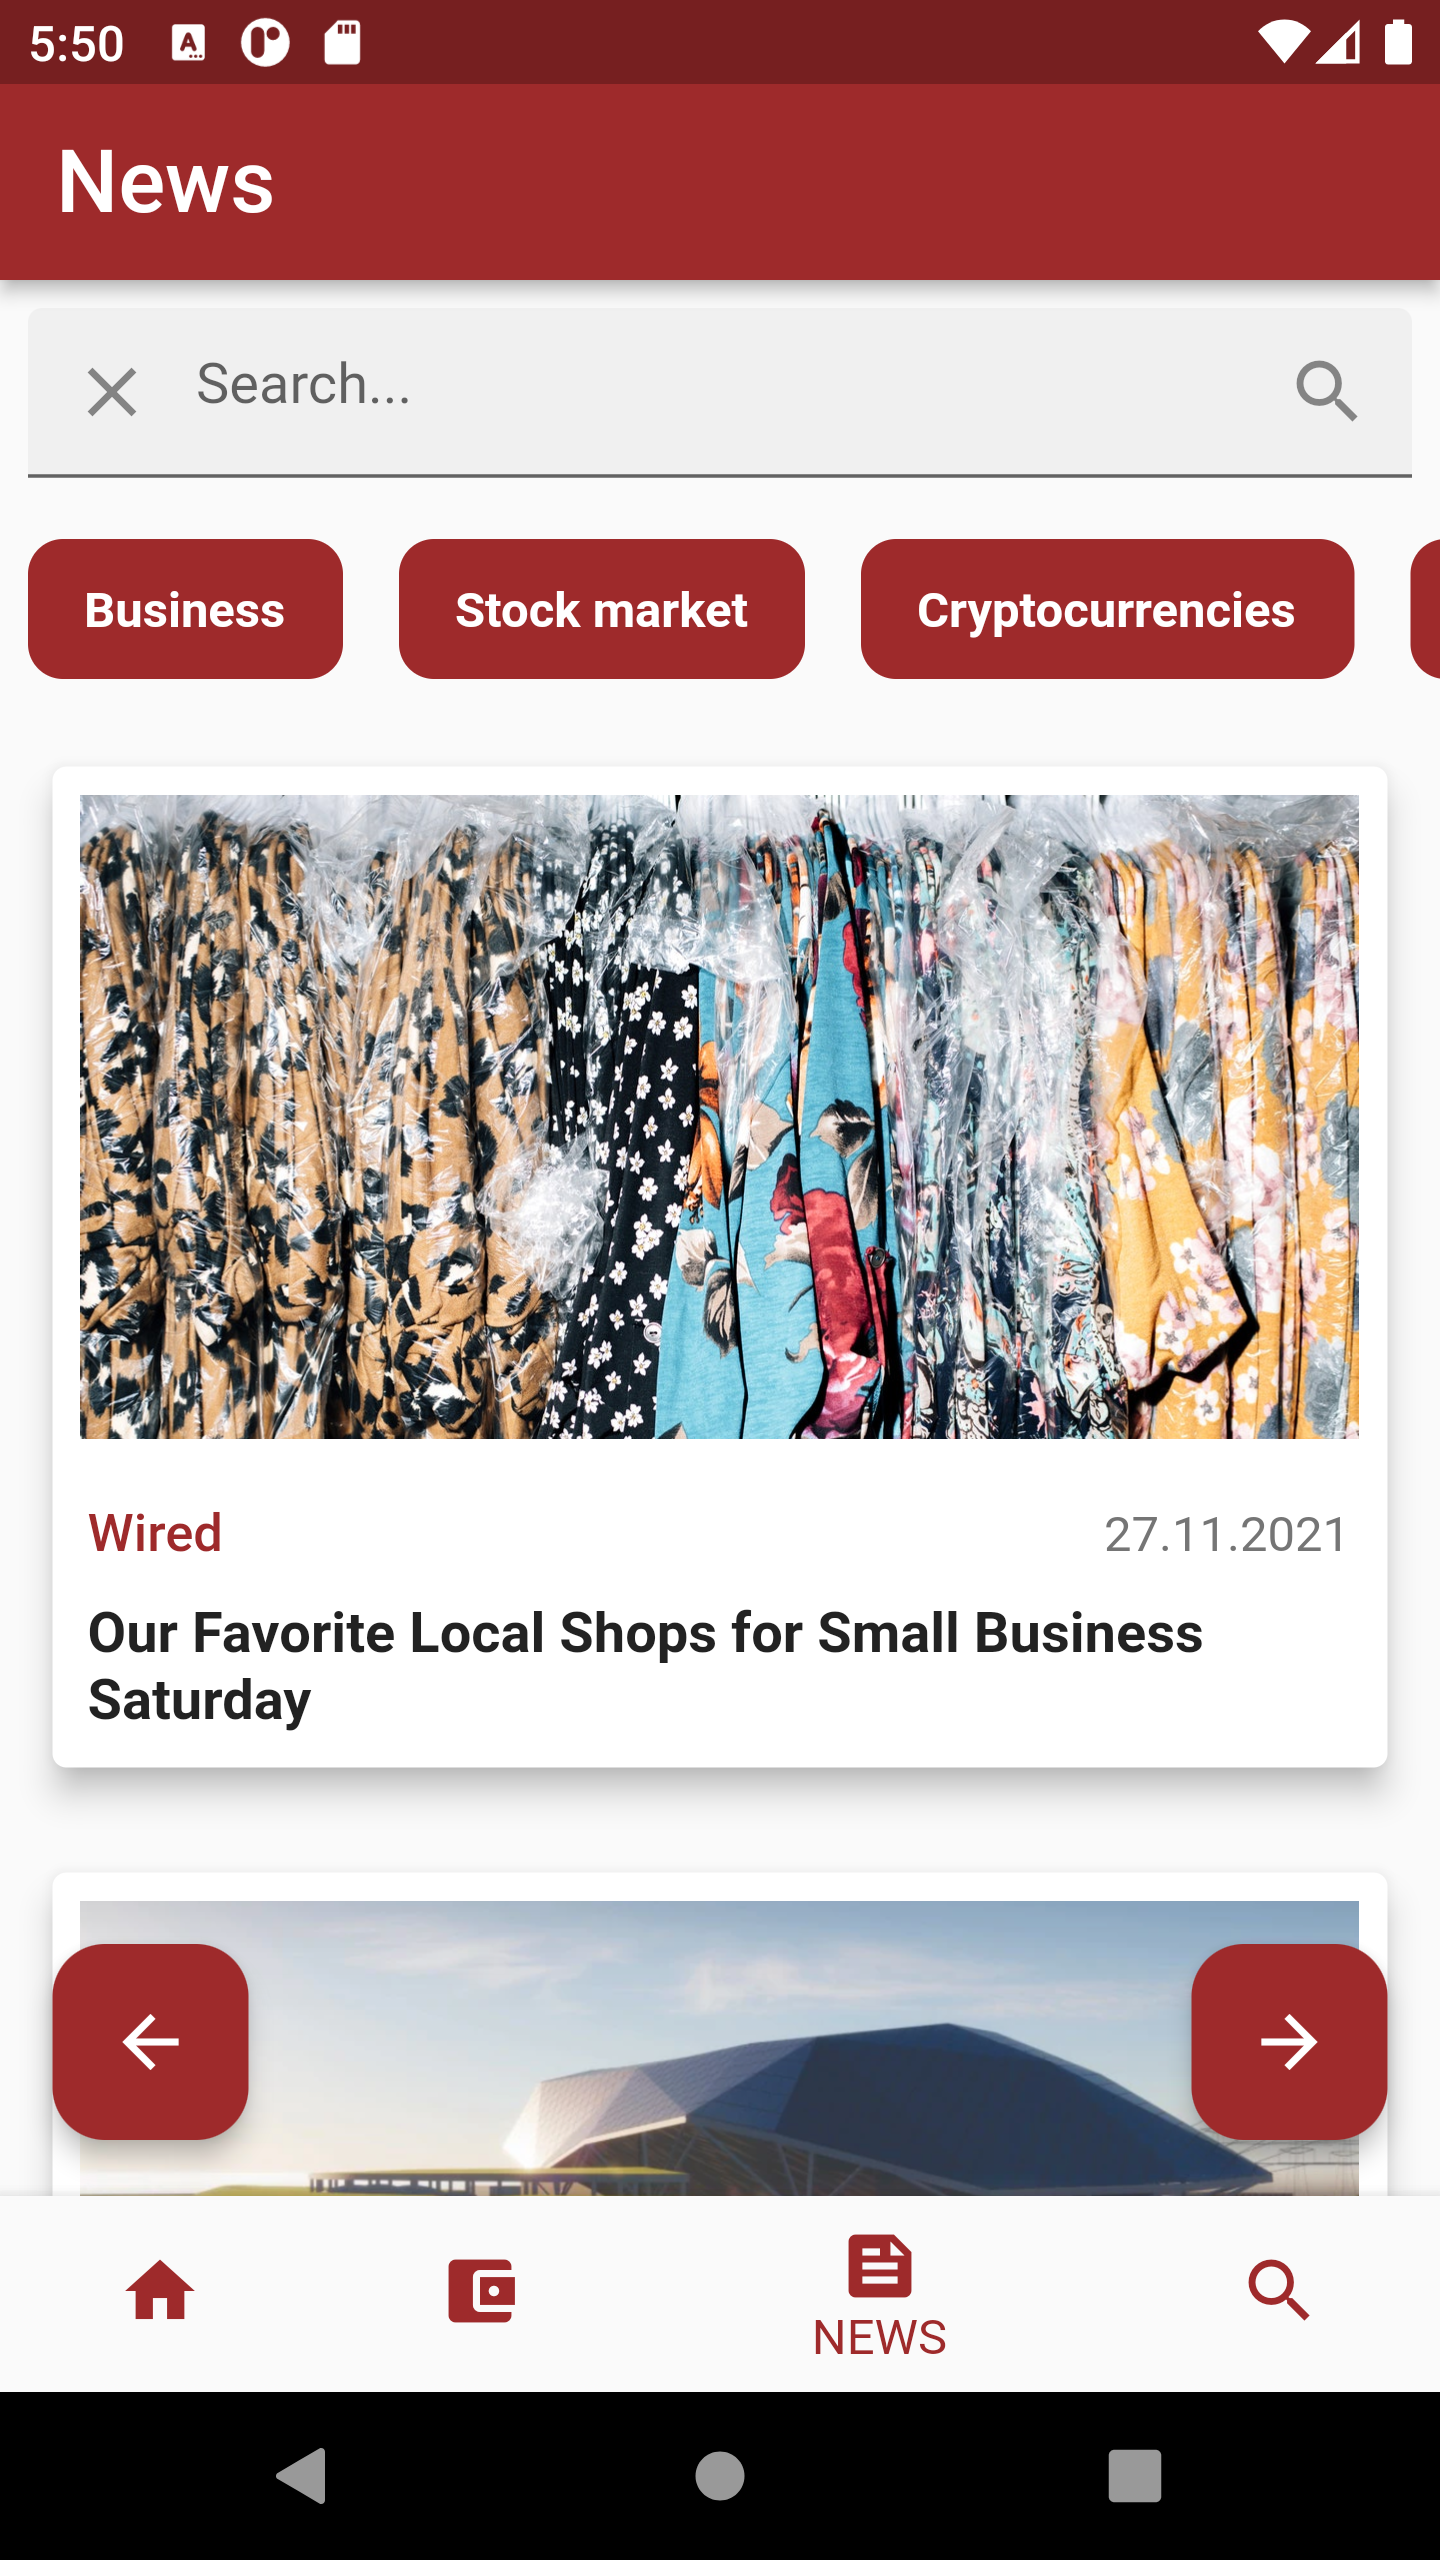 5:50
News
Search...
Business
Stock market
Cryptocurrencies
Wired
27.11.2021
Our Favorite Local Shops for Small Business
Saturday
NEWS